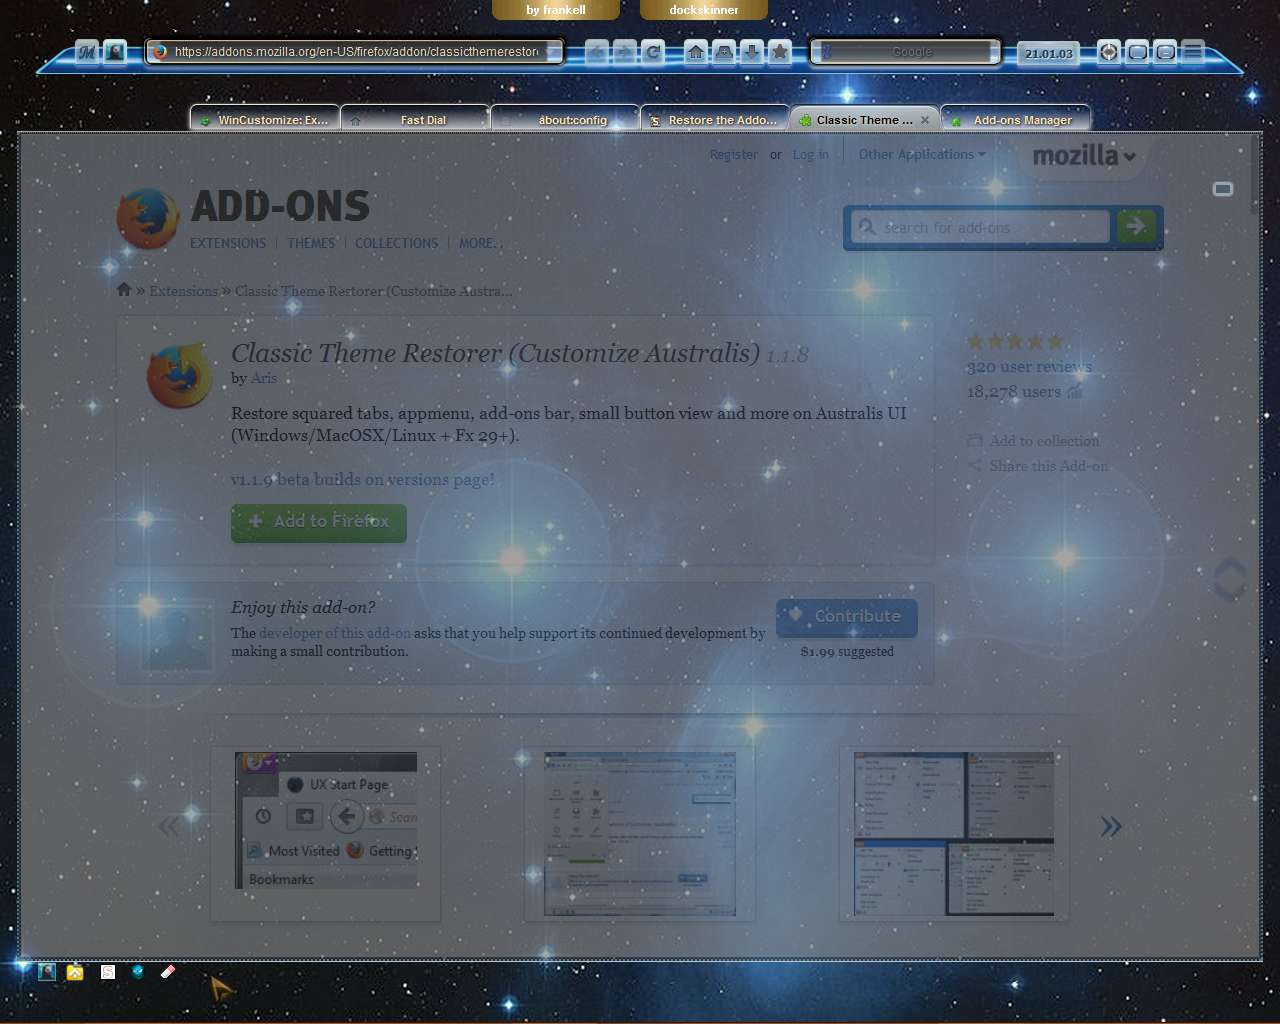 by frankell
dockskinner
https://addons.mozilla.org/en-US/firefox/addon/classicthemerestore
Google
21.01.03
WinCustomize: Ex...
Fast Dial
about:config
Restore the Addo...
Classic Theme ...
Add-ons Manager
Register or Log in
Other Applications
mozilla
ADD-ONS
EXTENSIONS | THEMES | COLLECTIONS | MORE...
search for add-ons
» Extensions » Classic Theme Restorer (Customize Austra...
Classic Theme Restorer (Customize Australis) 1.1.8
by Aris
Restore squared tabs, appmenu, add-ons bar, small button view and more on Australis UI
(Windows/MacOSX/Linux + Fx 29+).
v1.1.9 beta builds on versions page!
Add to Firefox
320 user reviews
18,278 users
Add to collection
Share this Add-on
Enjoy this add-on?
The developer of this add-on asks that you help support its continued development by
making a small contribution.
Contribute
$1.99 suggested
UX Start Page
Most Visited
Getting
Bookmarks